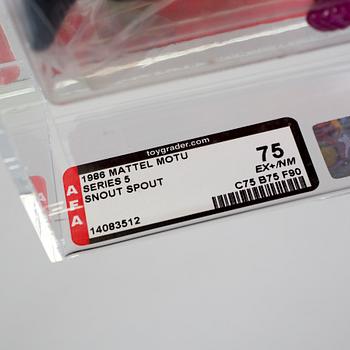 toygrader.com
AFA
1986 MATTEL MOTU
SERIES 5
SNOUT SPOUT
14083512
75
EX+/NM
C75 B75 F90